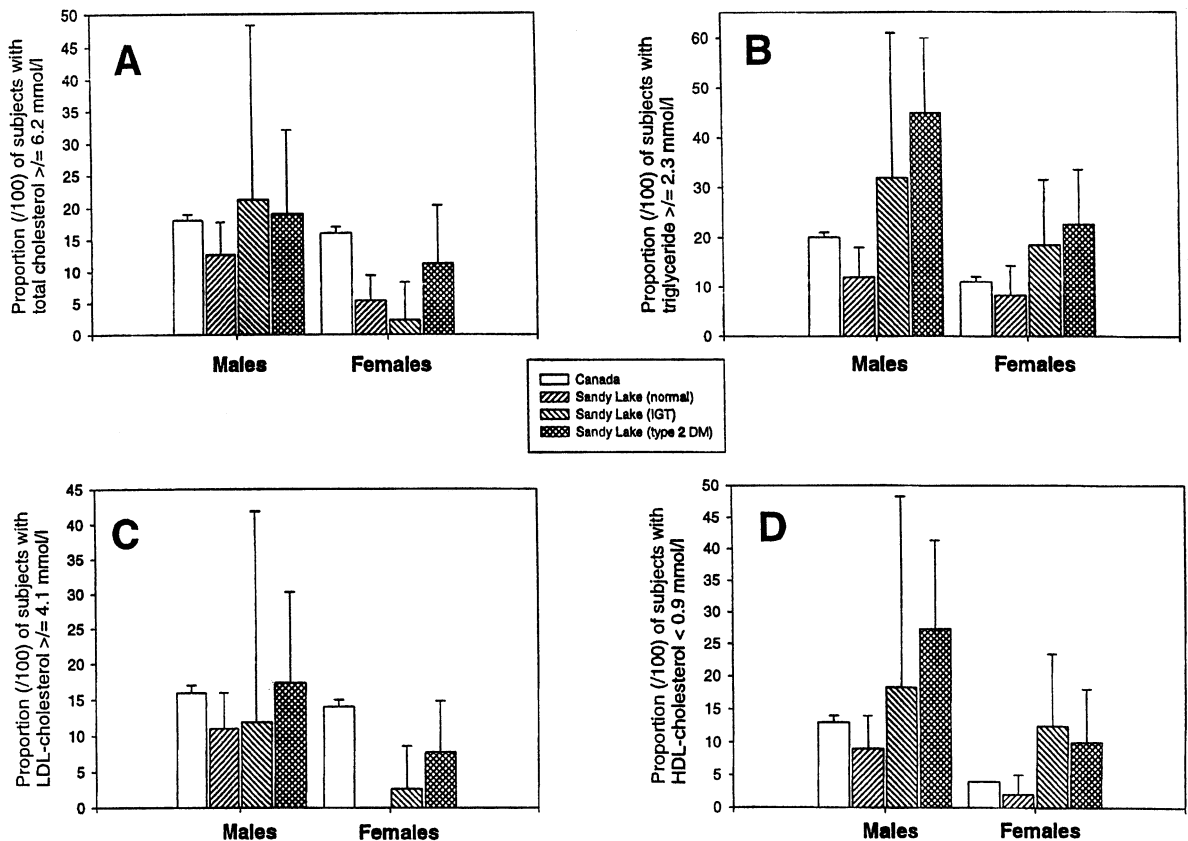 A
Proportion (/100) of subjects with
total cholesterol >/= 6.2 mmol/l
50
45
40
35
30
25
20
15
10
5
0
Males
Females
B
Proportion (/100) of subjects with
triglyceride >/= 2.3 mmol/l
60
50
40
30
20
10
0
Males
Females
Canada
Sandy Lake (normal)
Sandy Lake (IGT)
Sandy Lake (type 2 DM)
C
Proportion (/100) of subjects with
LDL-cholesterol >/= 4.1 mmol/l
45
40
35
30
25
20
15
10
5
0
Males
Females
D
Proportion (/100) of subjects with
HDL-cholesterol < 0.9 mmol/l
50
45
40
35
30
25
20
15
10
5
0
Males
Females